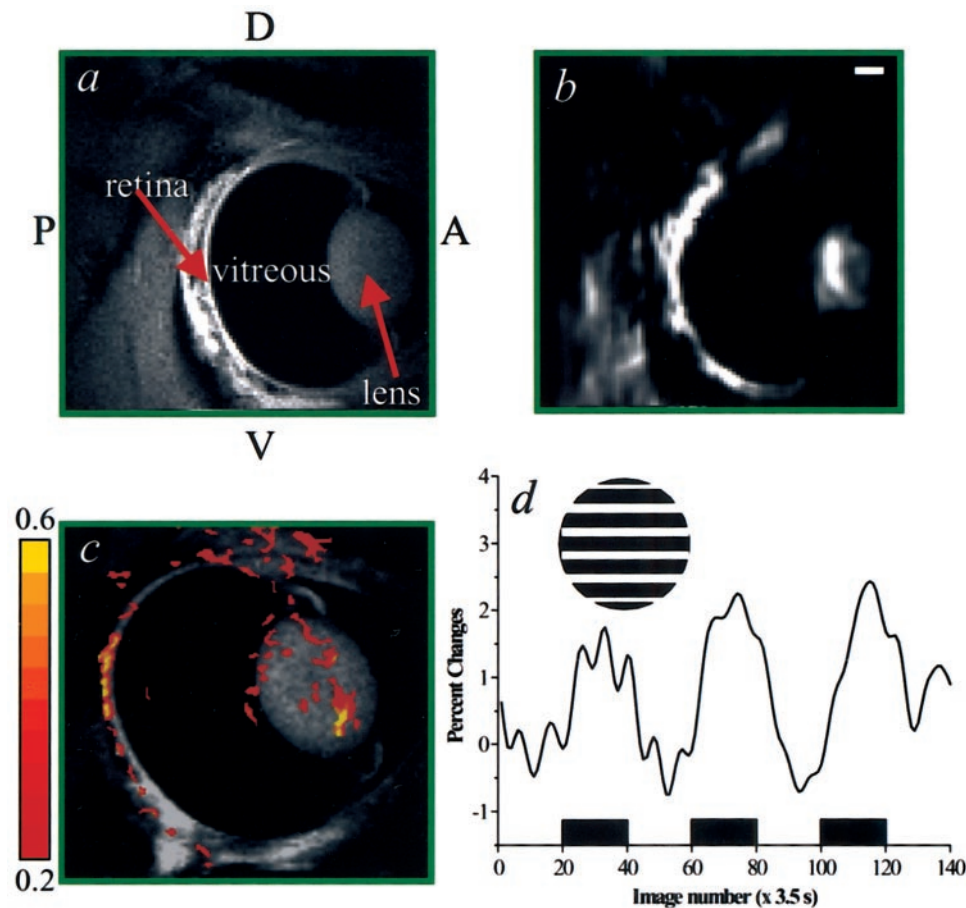 D
a
b
retina
P
A
vitreous
lens
V
0.6
c
0.2
d
4
3
2
1
0
-1
Percent Changes
0 20 40 60 80 100 120 140
Image number (x 3.5 s)